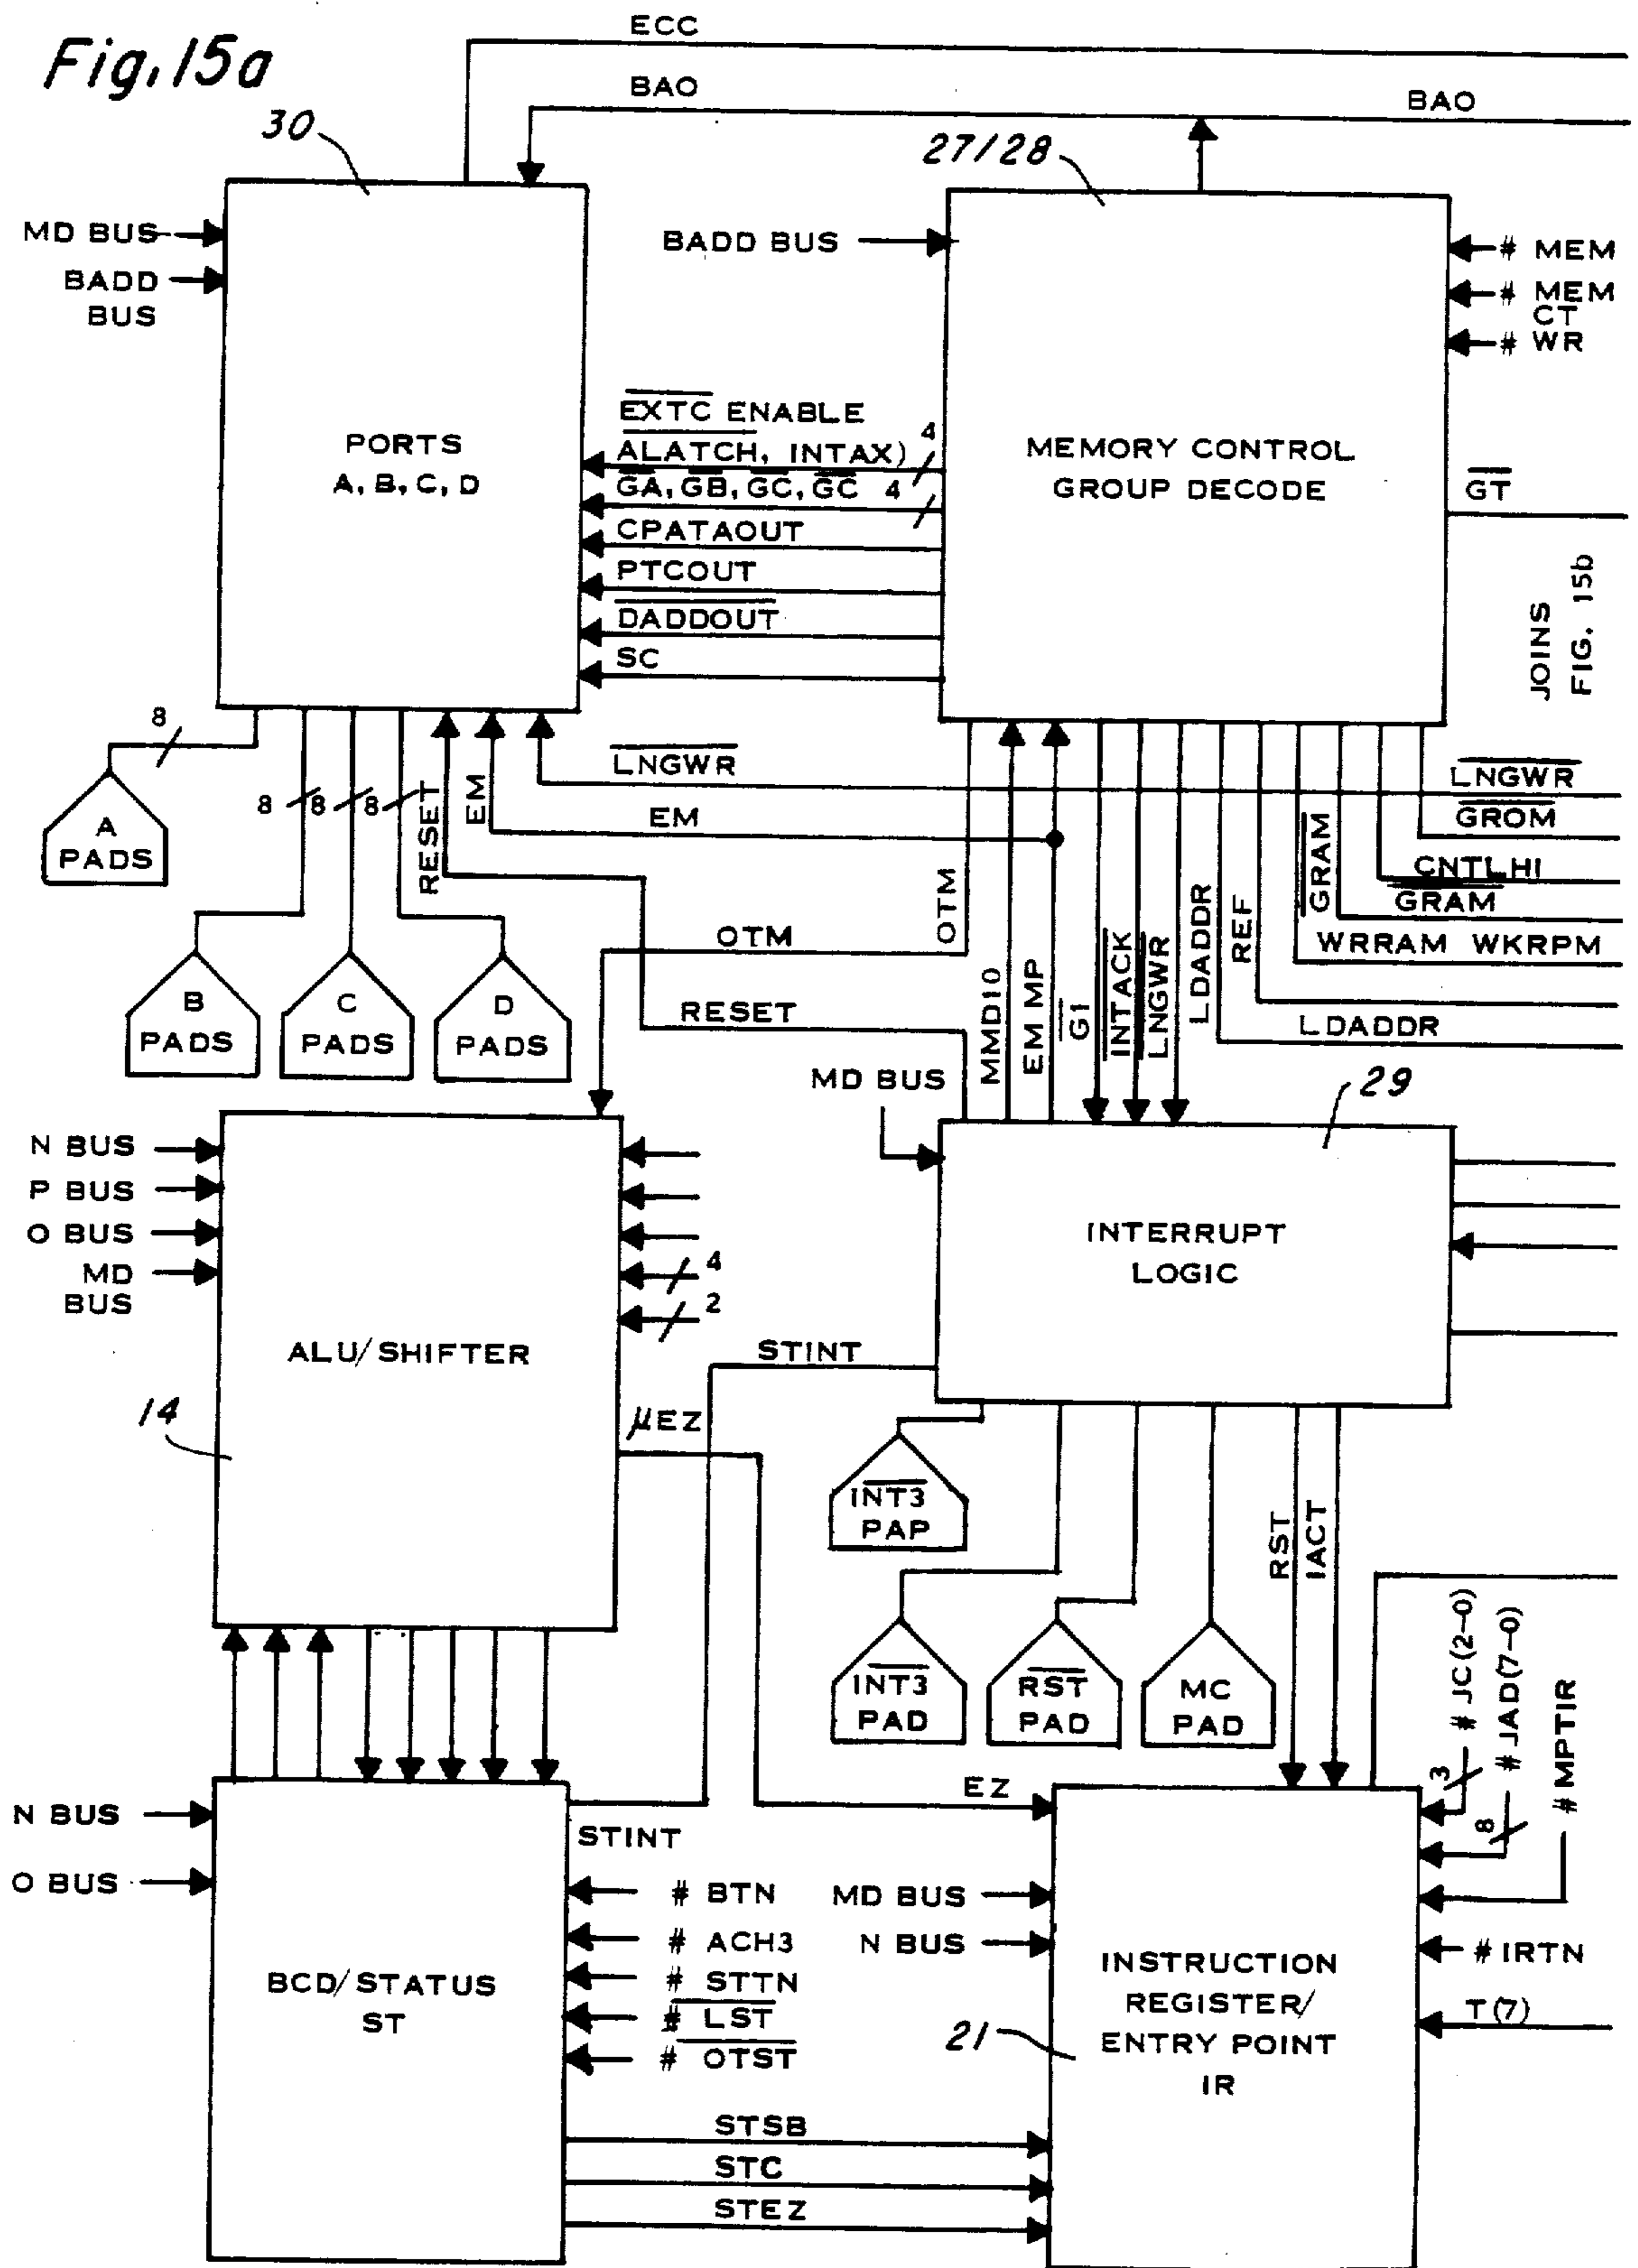 Fig. 15a
ECC
BAO
BAO
30
27/28
MD BUS
BADD
BUS
BADD BUS
# MEM
# MEM
CT
# WR
PORTS
A, B, C, D
EXTC ENABLE
ALATCH, INTAX)
4
GA, GB, GC, GC
4
CPATAOUT
PTCOUT
DADDOUT
SC
MEMORY CONTROL
GROUP DECODE
GT
JOINS
FIG. 15b
8
A
PADS
8
8
8
RESET
EM
LNGWR
EM
LNGWR
GROM
CNTLHI
GRAM
WRRAM WKRPM
LDADDR
B
PADS
C
PADS
D
PADS
OTM
OTM
RESET
MMD10
EM MP
G1
INTACK
LNGWR
LDADDR
REF
GRAM
MD BUS
29
N BUS
P BUS
O BUS
MD
BUS
4
2
ALU/SHIFTER
14
INTERRUPT
LOGIC
STINT
µEZ
INT3
PAP
INT3
PAD
RST
PAD
MC
PAD
RST
IACT
3
# JC(2-0)
8
# JAD(7-0)
# MPTIR
EZ
N BUS
O BUS
STINT
# BTN
# ACH3
# STTN
# LST
# OTST
BCD/STATUS
ST
MD BUS
N BUS
21
INSTRUCTION
REGISTER/
ENTRY POINT
IR
# IRTN
T(7)
STSB
STC
STEZ